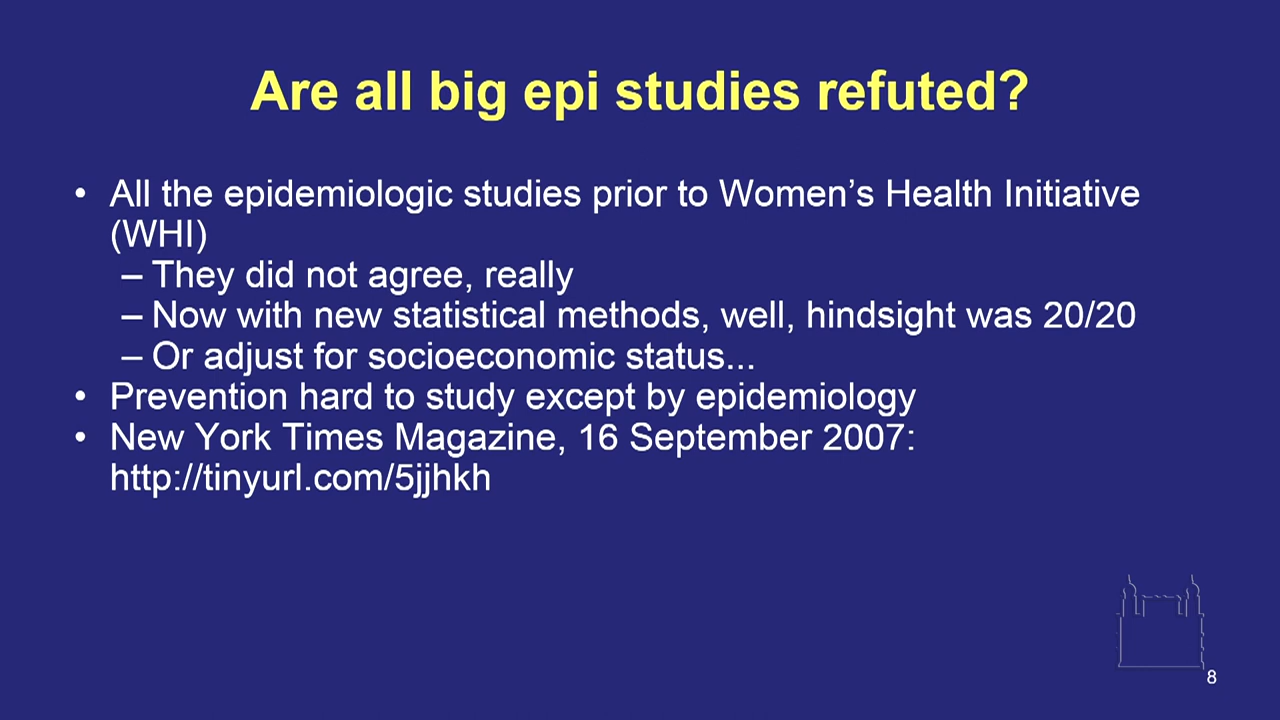 Are all big epi studies refuted?
• All the epidemiologic studies prior to Women’s Health Initiative
(WHI)
– They did not agree, really
– Now with new statistical methods, well, hindsight was 20/20
– Or adjust for socioeconomic status...
• Prevention hard to study except by epidemiology
• New York Times Magazine, 16 September 2007:
http://tinyurl.com/5jjhkh
8